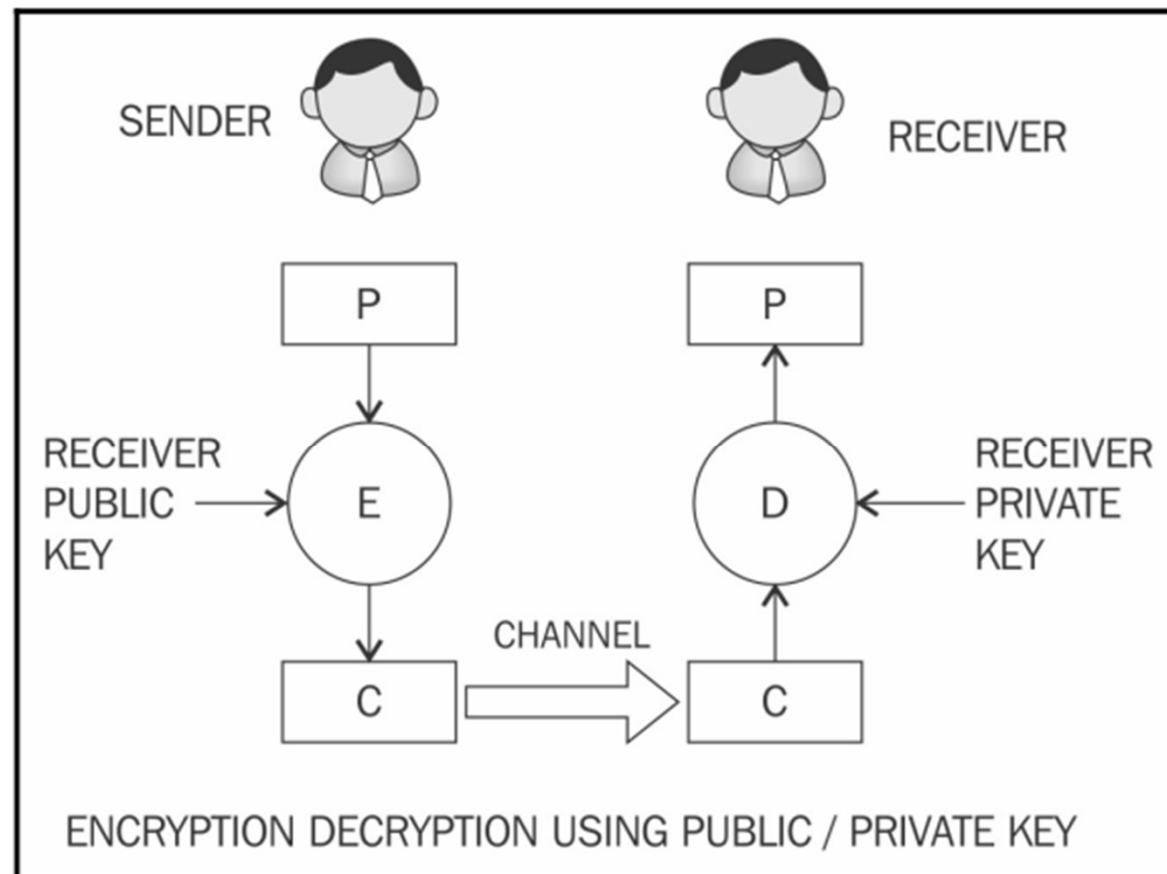 SENDER
RECEIVER
P
P
RECEIVER
PUBLIC
KEY
E
D
RECEIVER
PRIVATE
KEY
CHANNEL
C
C
ENCRYPTION DECRYPTION USING PUBLIC / PRIVATE KEY